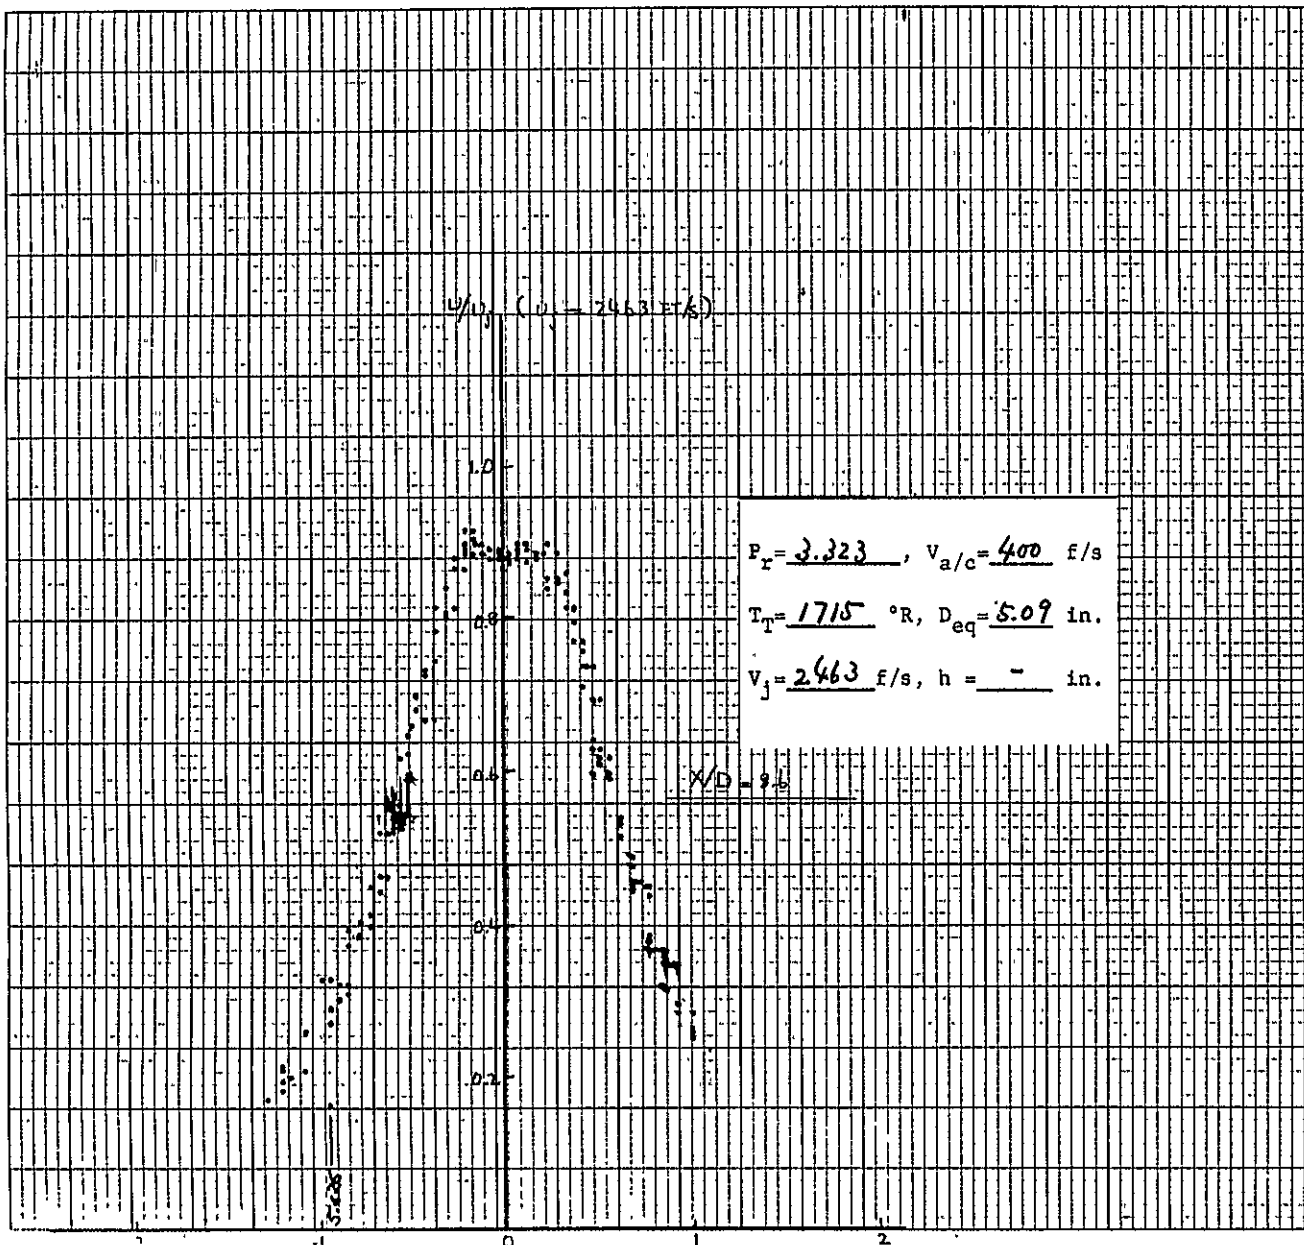 U/Uj (Uj = 2463 FT/S)
1.0
Pr= 3.323 , Va/c= 400 f/s
TT= 1715 °R, Deq= 5.09 in.
0.8
Vj= 2463 f/s, h = - in.
0.6
0.4
0.2
-1 0 1 2